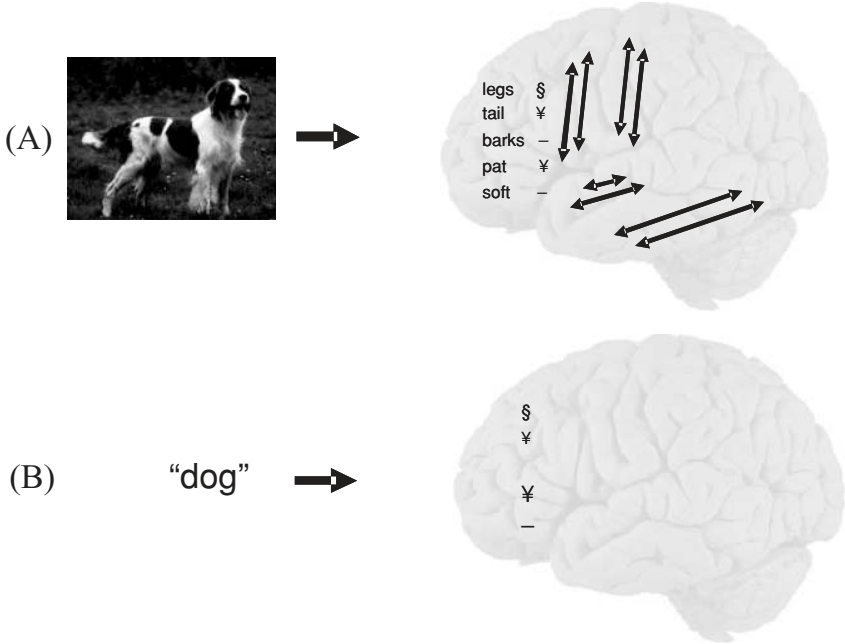 (A)
legs §
tail ¥
barks –
pat ¥
soft –
(B)
“dog”
§
¥
¥
–